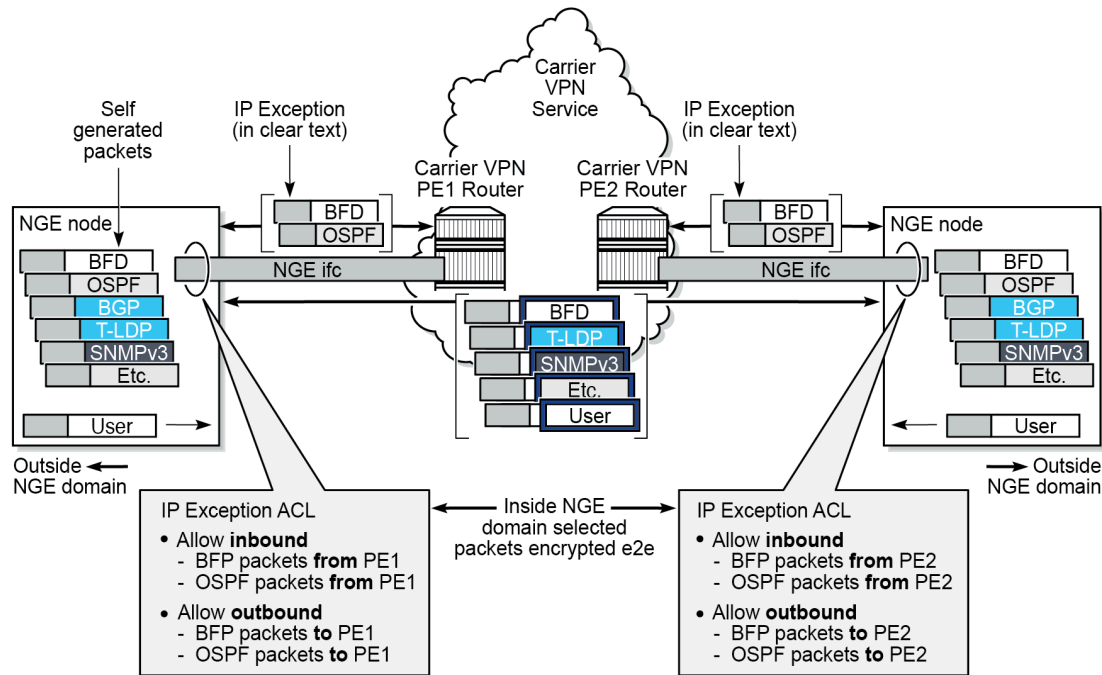 Carrier
VPN
Service
Self
generated
packets
IP Exception
(in clear text)
IP Exception
(in clear text)
Carrier VPN
PE1 Router
Carrier VPN
PE2 Router
BFD
OSPF
BFD
OSPF
NGE node
BFD
OSPF
BGP
T-LDP
SNMPv3
Etc.
User
NGE ifc
NGE ifc
BFD
T-LDP
SNMPv3
Etc.
User
NGE node
BFD
OSPF
BGP
T-LDP
SNMPv3
Etc.
User
Outside
NGE domain
Outside
NGE domain
Inside NGE
domain selected
packets encrypted e2e
IP Exception ACL
• Allow inbound
- BFP packets from PE1
- OSPF packets from PE1
• Allow outbound
- BFP packets to PE1
- OSPF packets to PE1
IP Exception ACL
• Allow inbound
- BFP packets from PE2
- OSPF packets from PE2
• Allow outbound
- BFP packets to PE2
- OSPF packets to PE2